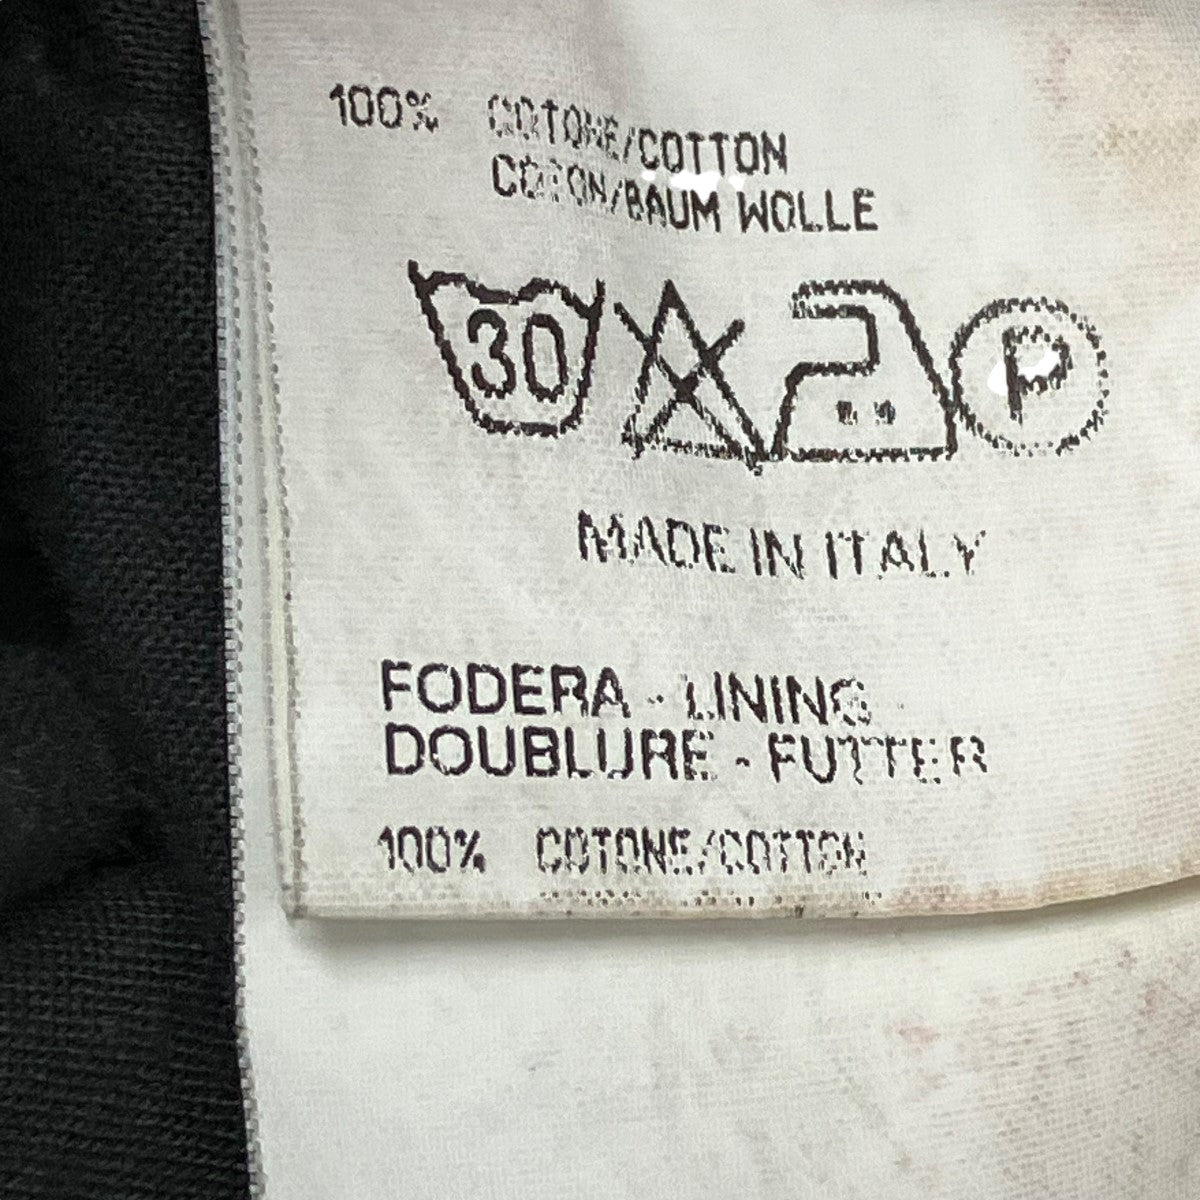 100% COTONE/COTTON
COTON/BAUM WOLLE
30 P
MADE IN ITALY
FODERA - LINING
DOUBLURE - FUTTER
100% COTONE/COTTON